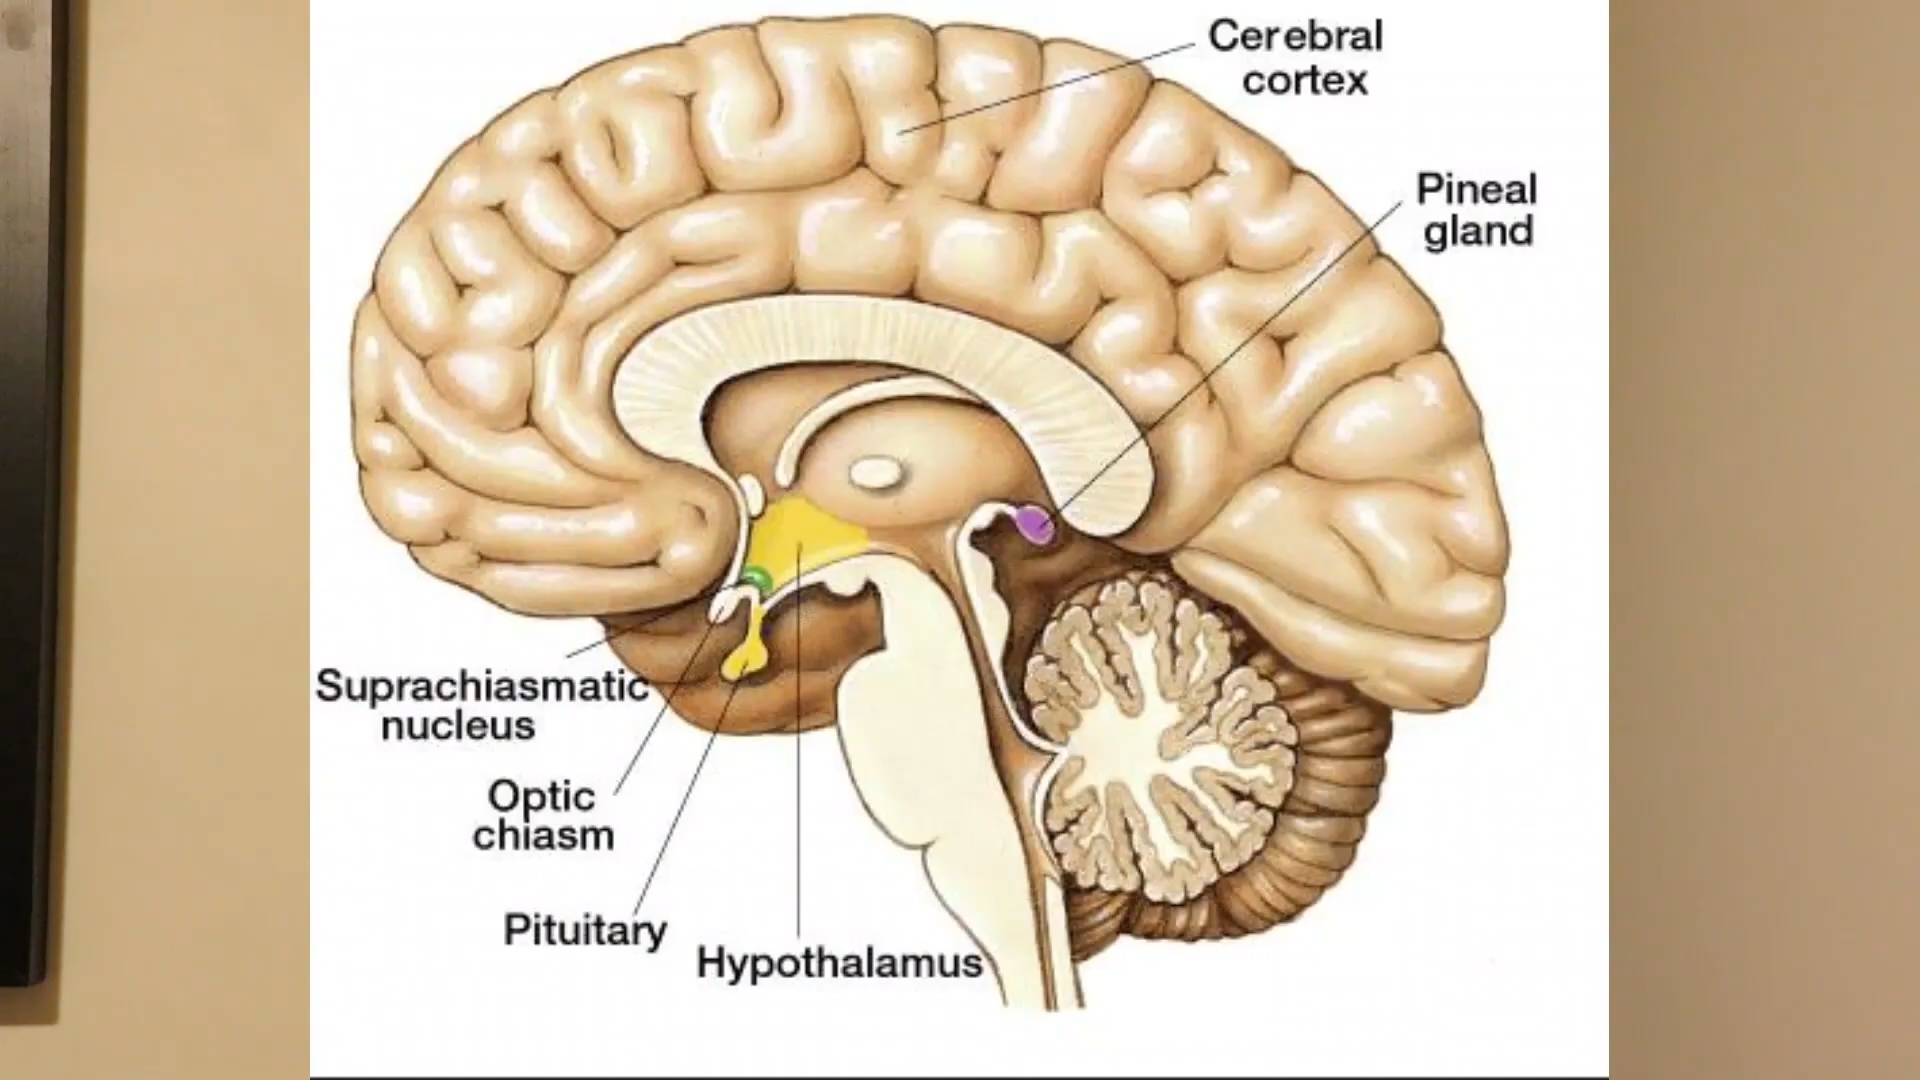 Cerebral
cortex
Pineal
gland
Suprachiasmatic
nucleus
Optic
chiasm
Pituitary
Hypothalamus